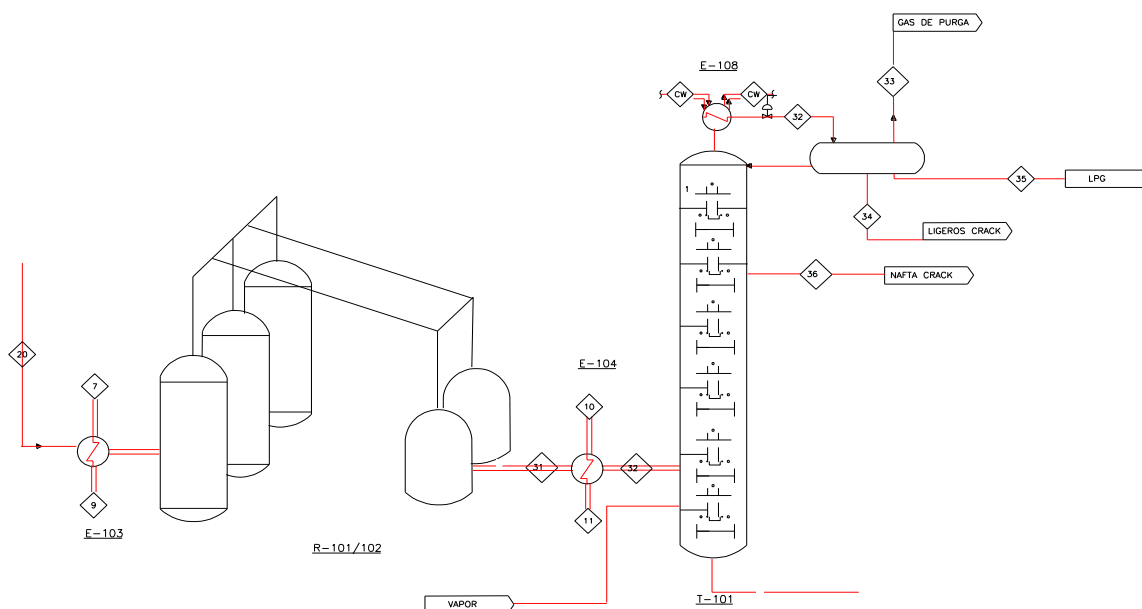 GAS DE PURGA
E-108
33
CW
CW
32
35
LPG
1
34
LIGEROS CRACK
36
NAFTA CRACK
20
E-104
7
10
31
32
9
11
E-103
R-101/102
VAPOR
T-101